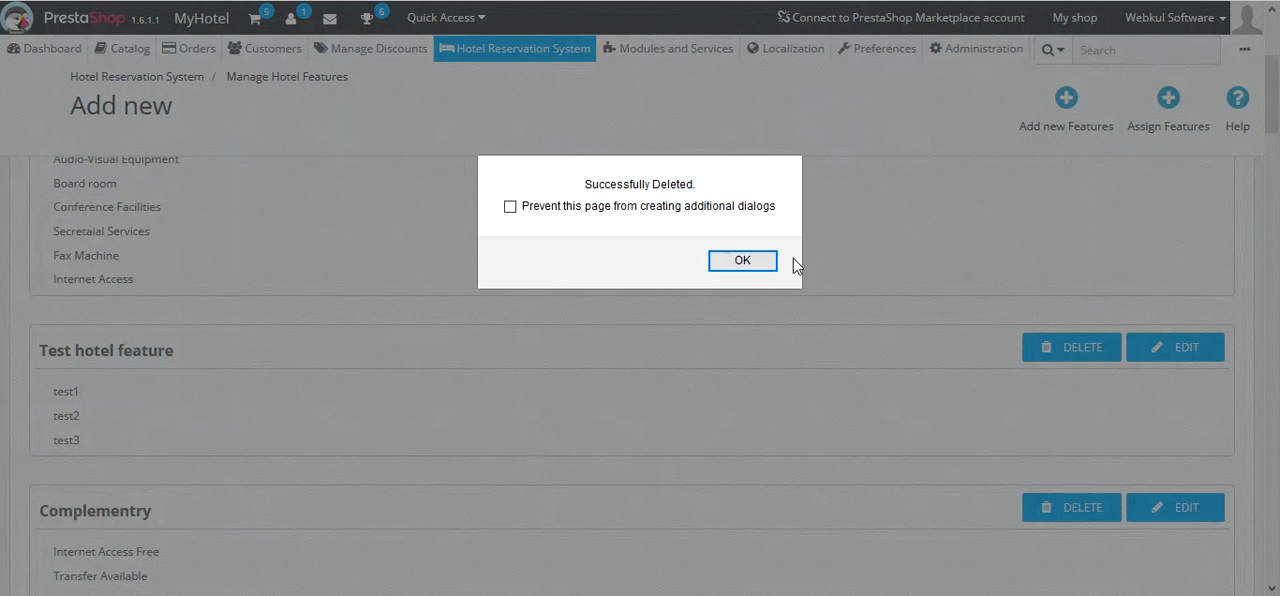 PrestaShop 1.6.1.1 MyHotel 5 1 6 Quick Access Connect to PrestaShop Marketplace account My shop Webkul Software
Dashboard Catalog Orders Customers Manage Discounts Hotel Reservation System Modules and Services Localization Preferences Administration Search
Hotel Reservation System / Manage Hotel Features
Add new
Add new Features Assign Features Help
Audio-Visual Equipment
Board room
Conference Facilities
Secretaial Services
Fax Machine
Internet Access
Successfully Deleted.
Prevent this page from creating additional dialogs
OK
Test hotel feature DELETE EDIT
test1
test2
test3
Complementry DELETE EDIT
Internet Access Free
Transfer Available